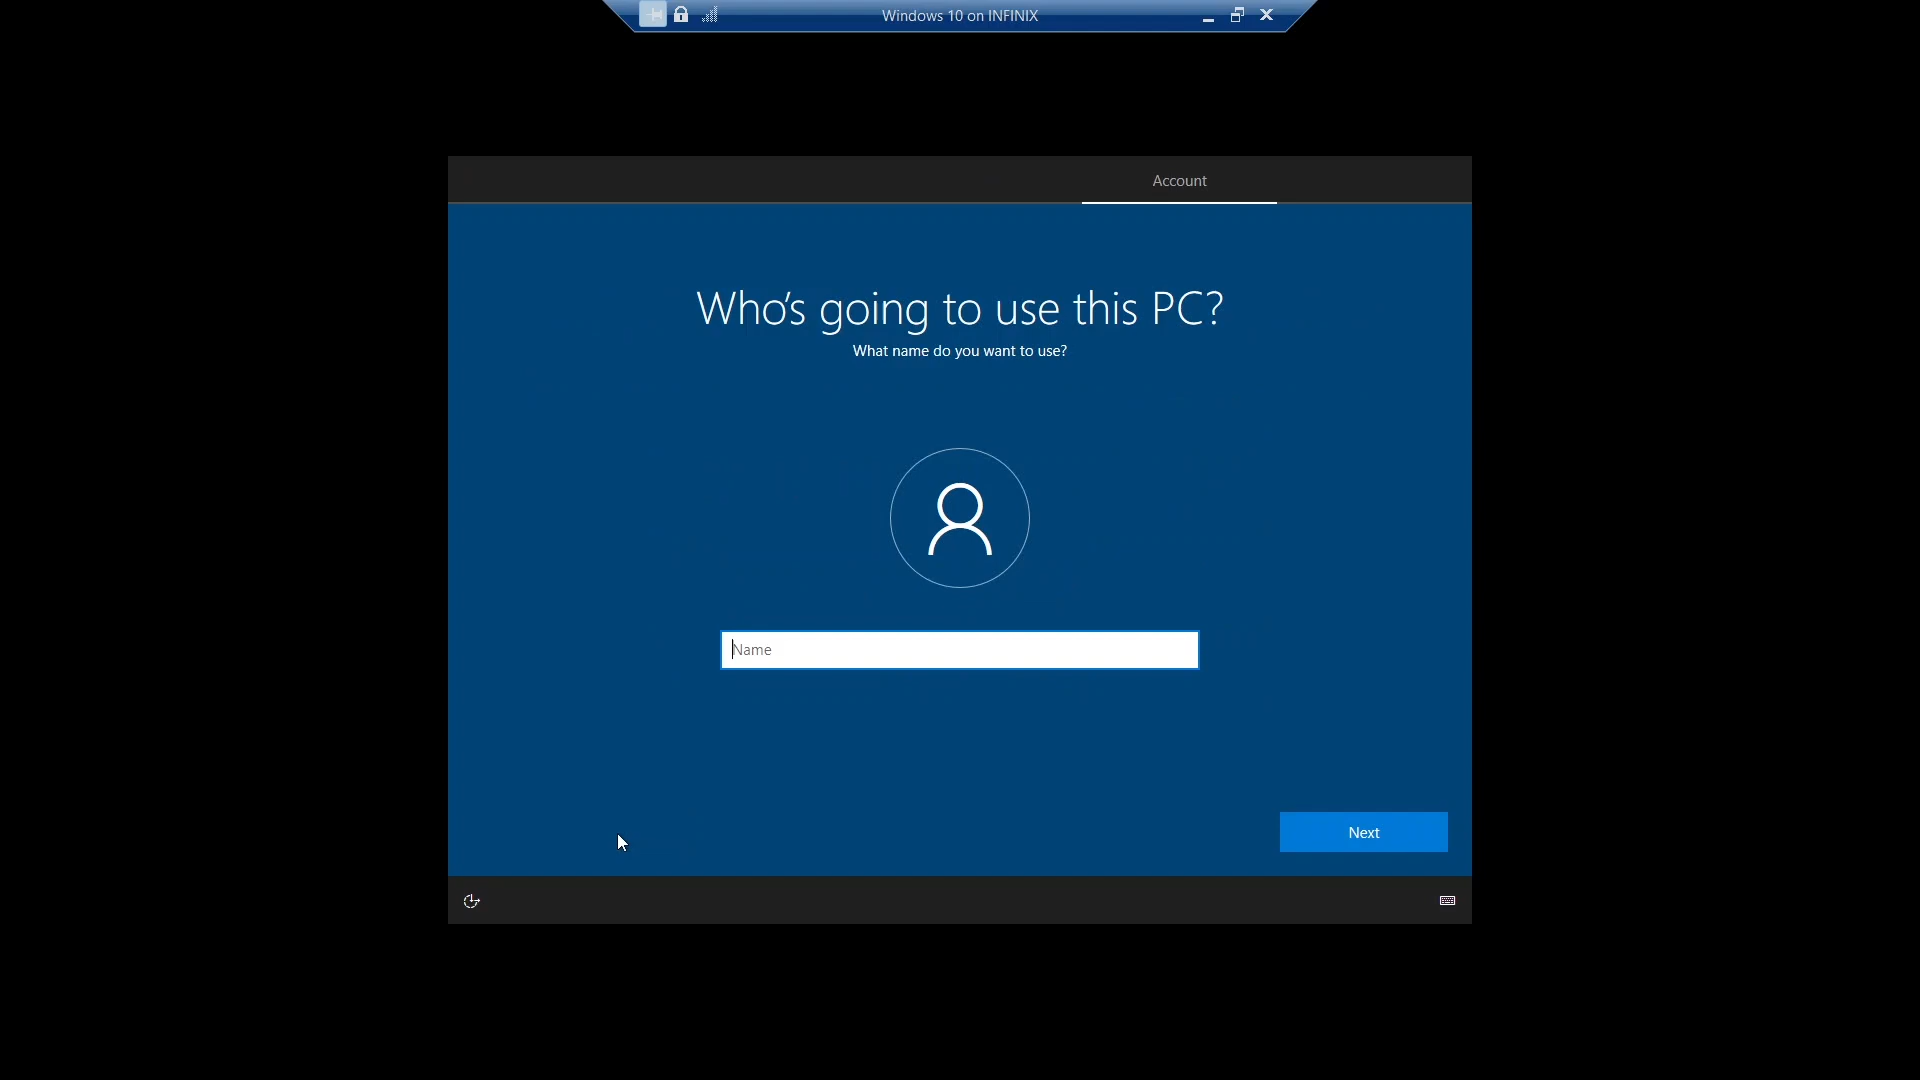 Windows 10 on INFINIX
Account
Who's going to use this PC?
What name do you want to use?
Name
Next